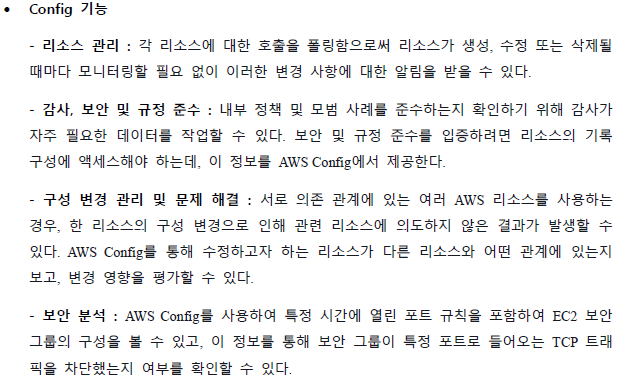 • Config 기능
- 리소스 관리 : 각 리소스에 대한 호출을 폴링함으로써 리소스가 생성, 수정 또는 삭제될
때마다 모니터링할 필요 없이 이러한 변경 사항에 대한 알림을 받을 수 있다.
- 감사, 보안 및 규정 준수 : 내부 정책 및 모범 사례를 준수하는지 확인하기 위해 감사가
자주 필요한 데이터를 작업할 수 있다. 보안 및 규정 준수를 입증하려면 리소스의 기록
구성에 액세스해야 하는데, 이 정보를 AWS Config에서 제공한다.
- 구성 변경 관리 및 문제 해결 : 서로 의존 관계에 있는 여러 AWS 리소스를 사용하는
경우, 한 리소스의 구성 변경으로 인해 관련 리소스에 의도하지 않은 결과가 발생할 수
있다. AWS Config를 통해 수정하고자 하는 리소스가 다른 리소스와 어떤 관계에 있는지
보고, 변경 영향을 평가할 수 있다.
- 보안 분석 : AWS Config를 사용하여 특정 시간에 열린 포트 규칙을 포함하여 EC2 보안
그룹의 구성을 볼 수 있고, 이 정보를 통해 보안 그룹이 특정 포트로 들어오는 TCP 트래
픽을 차단했는지 여부를 확인할 수 있다.